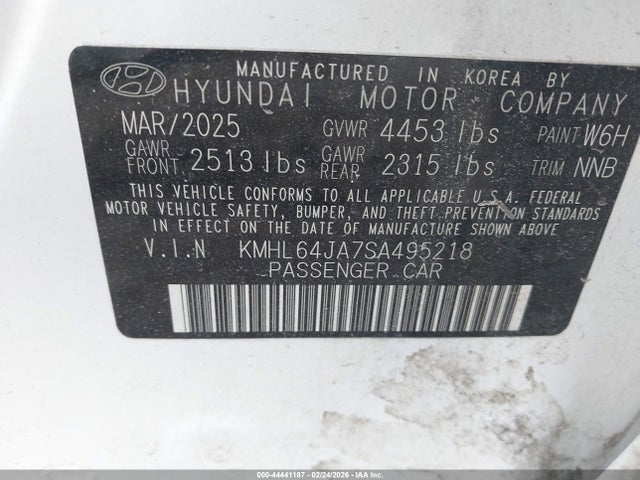 MANUFACTURED IN KOREA BY
HYUNDAI MOTOR COMPANY
MAR/2025 GVWR 4453 lbs PAINT W6H
GAWR FRONT 2513 lbs GAWR REAR 2315 lbs TRIM NNB
THIS VEHICLE CONFORMS TO ALL APPLICABLE U.S.A. FEDERAL
MOTOR VEHICLE SAFETY, BUMPER, AND THEFT PREVENTION STANDARDS
IN EFFECT ON THE DATE OF MANUFACTURE SHOWN ABOVE.
V.I.N KMHL64JA7SA495218
PASSENGER CAR
000-44441187 - 02/24/2026 - IAAI Copart